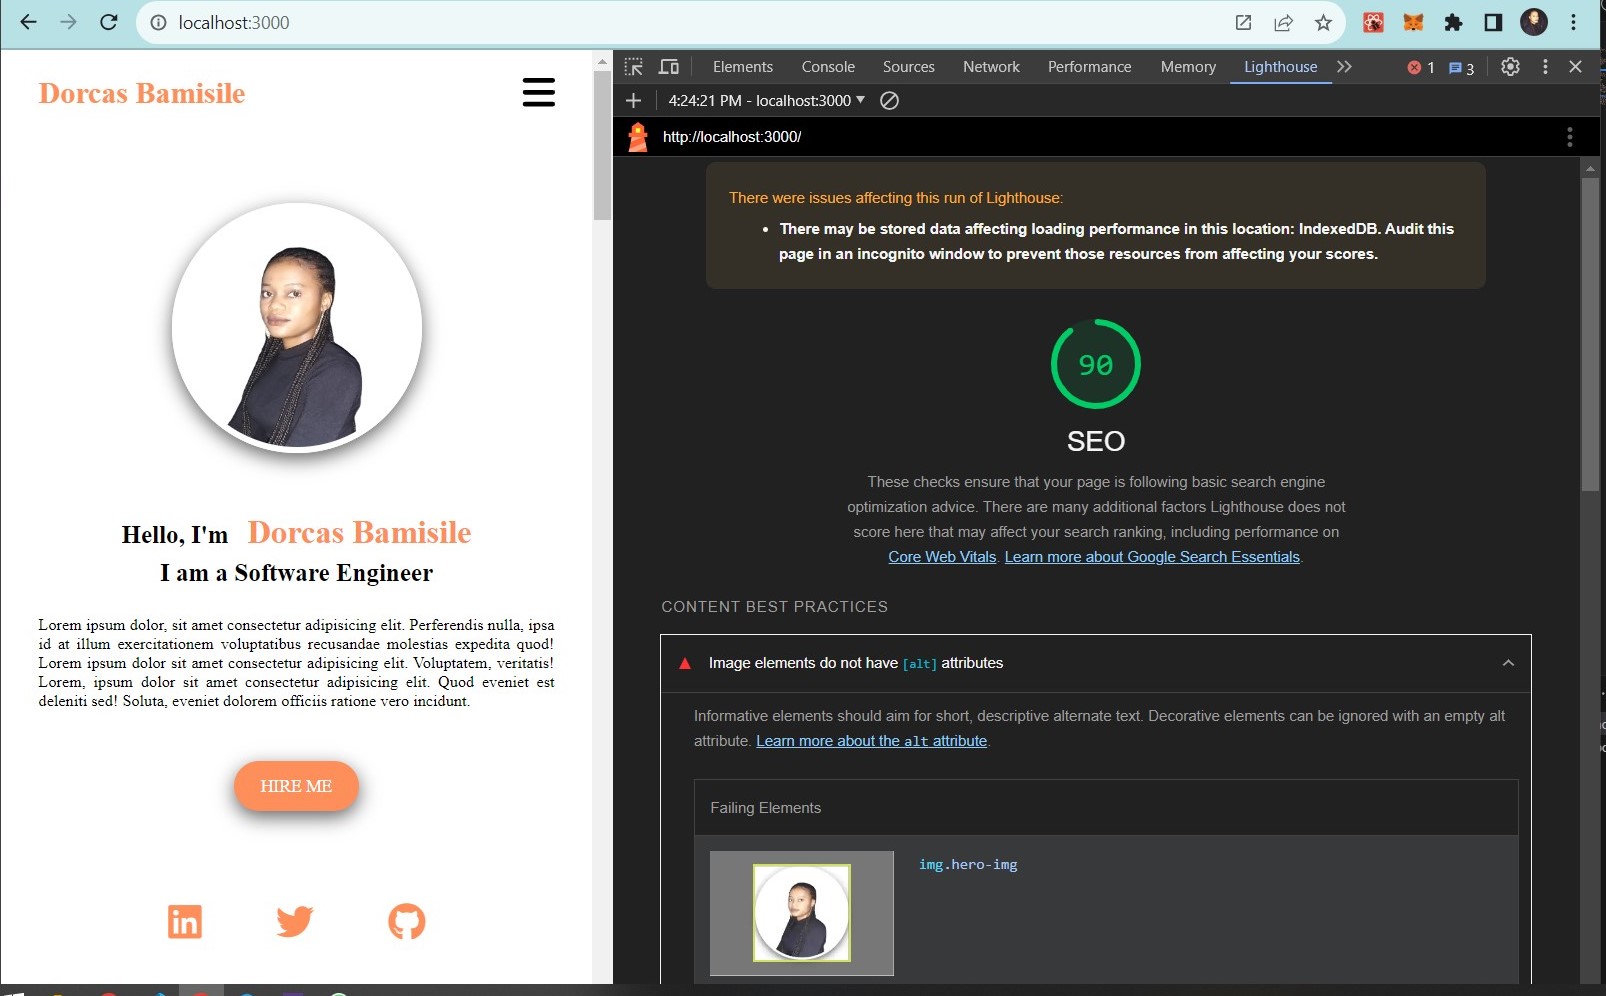 localhost:3000
Dorcas Bamisile
Hello, I'm Dorcas Bamisile
I am a Software Engineer
Lorem ipsum dolor, sit amet consectetur adipisicing elit. Perferendis nulla, ipsa
id at illum exercitationem voluptatibus recusandae molestias expedita quod!
Lorem ipsum dolor sit amet consectetur adipisicing elit. Voluptatem, veritatis!
Lorem, ipsum dolor sit amet consectetur adipisicing elit. Quod eveniet est
deleniti sed! Soluta, eveniet dolorem officiis ratione vero incidunt.
HIRE ME
in
Elements Console Sources Network Performance Memory Lighthouse 1 3
4:24:21 PM - localhost:3000
http://localhost:3000/
There were issues affecting this run of Lighthouse:
• There may be stored data affecting loading performance in this location: IndexedDB. Audit this
page in an incognito window to prevent those resources from affecting your scores.
90
SEO
These checks ensure that your page is following basic search engine
optimization advice. There are many additional factors Lighthouse does not
score here that may affect your search ranking, including performance on
Core Web Vitals. Learn more about Google Search Essentials.
CONTENT BEST PRACTICES
Image elements do not have [alt] attributes
Informative elements should aim for short, descriptive alternate text. Decorative elements can be ignored with an empty alt
attribute. Learn more about the alt attribute.
Failing Elements
img.hero-img